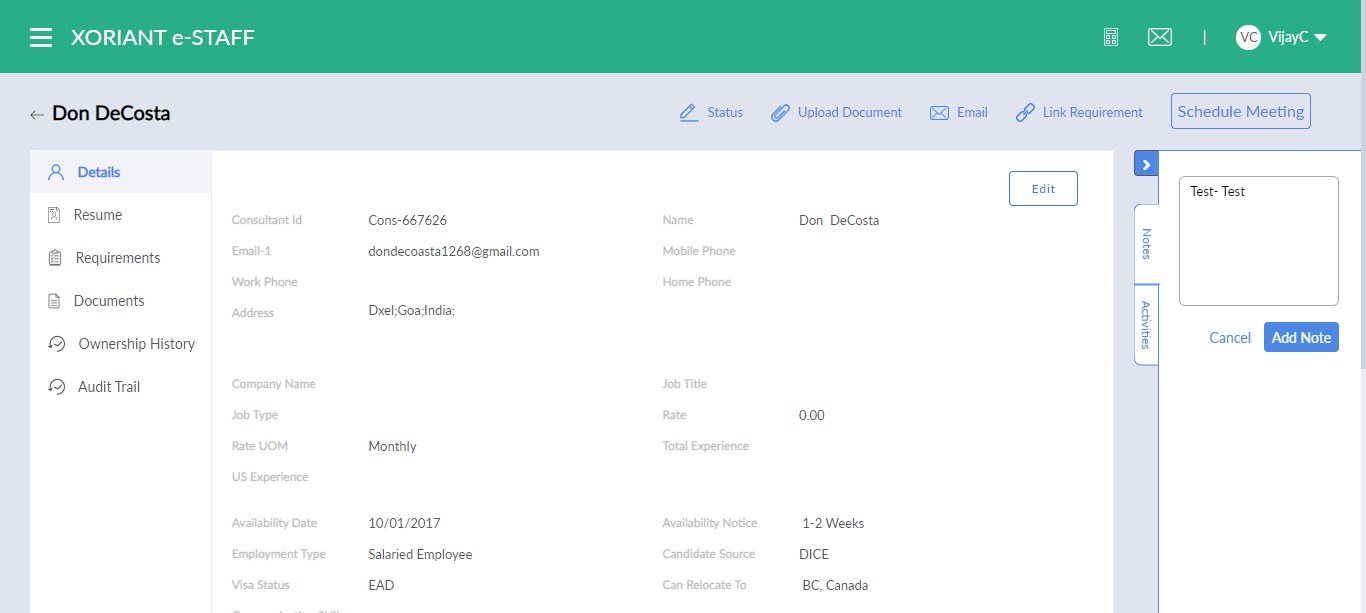 XORIANT e-STAFF
| VC VijayC
Don DeCosta
Status Upload Document Email Link Requirement Schedule Meeting
Details
Resume
Requirements
Documents
Ownership History
Audit Trail
Edit
Consultant Id Cons-667626 Name Don DeCosta
Email-1 dondecoasta1268@gmail.com Mobile Phone
Work Phone Home Phone
Address Dxel;Goa;India;
Company Name Job Title
Job Type Rate 0.00
Rate UOM Monthly Total Experience
US Experience
Availability Date 10/01/2017 Availability Notice 1-2 Weeks
Employment Type Salaried Employee Candidate Source DICE
Visa Status EAD Can Relocate To BC, Canada
Notes
Activities
Test- Test
Cancel Add Note